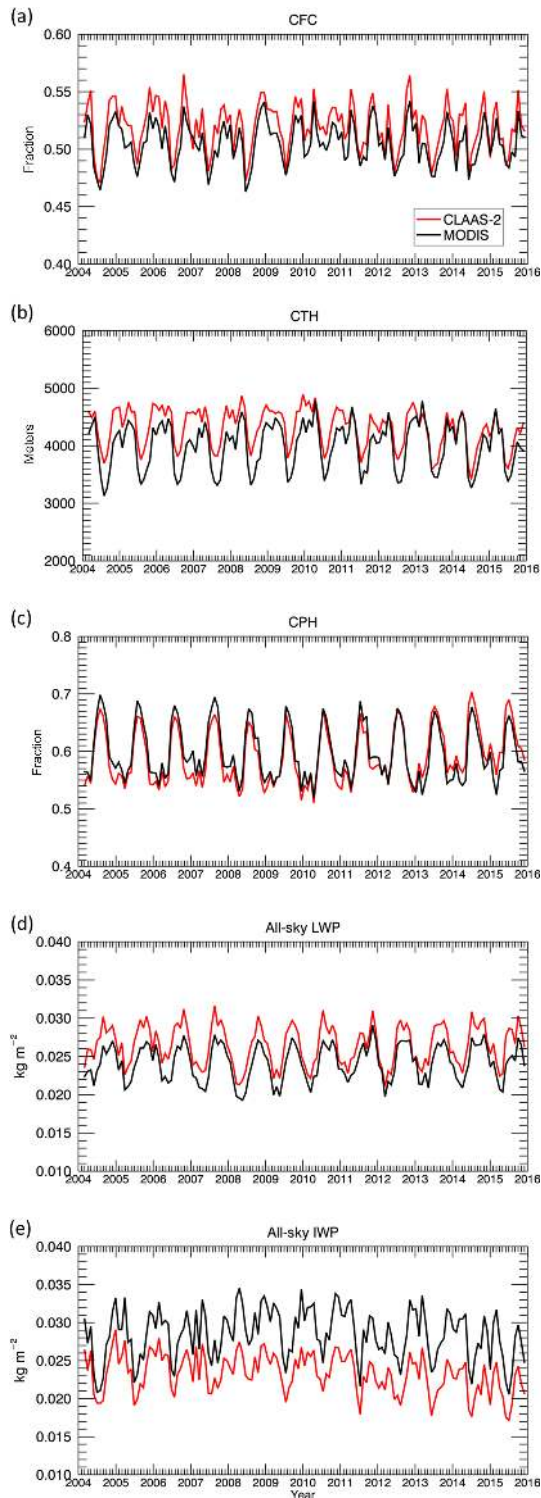 (a)
CFC
0.60
0.55
0.50
0.45
0.40
Fraction
CLAAS-2
MODIS
2004 2005 2006 2007 2008 2009 2010 2011 2012 2013 2014 2015 2016
(b)
CTH
6000
5000
4000
3000
2000
Meters
2004 2005 2006 2007 2008 2009 2010 2011 2012 2013 2014 2015 2016
(c)
CPH
0.8
0.7
0.6
0.5
0.4
Fraction
2004 2005 2006 2007 2008 2009 2010 2011 2012 2013 2014 2015 2016
(d)
All-sky LWP
0.040
0.035
0.030
0.025
0.020
0.015
0.010
kg m⁻²
2004 2005 2006 2007 2008 2009 2010 2011 2012 2013 2014 2015 2016
(e)
All-sky IWP
0.040
0.035
0.030
0.025
0.020
0.015
0.010
kg m⁻²
2004 2005 2006 2007 2008 2009 2010 2011 2012 2013 2014 2015 2016
Year